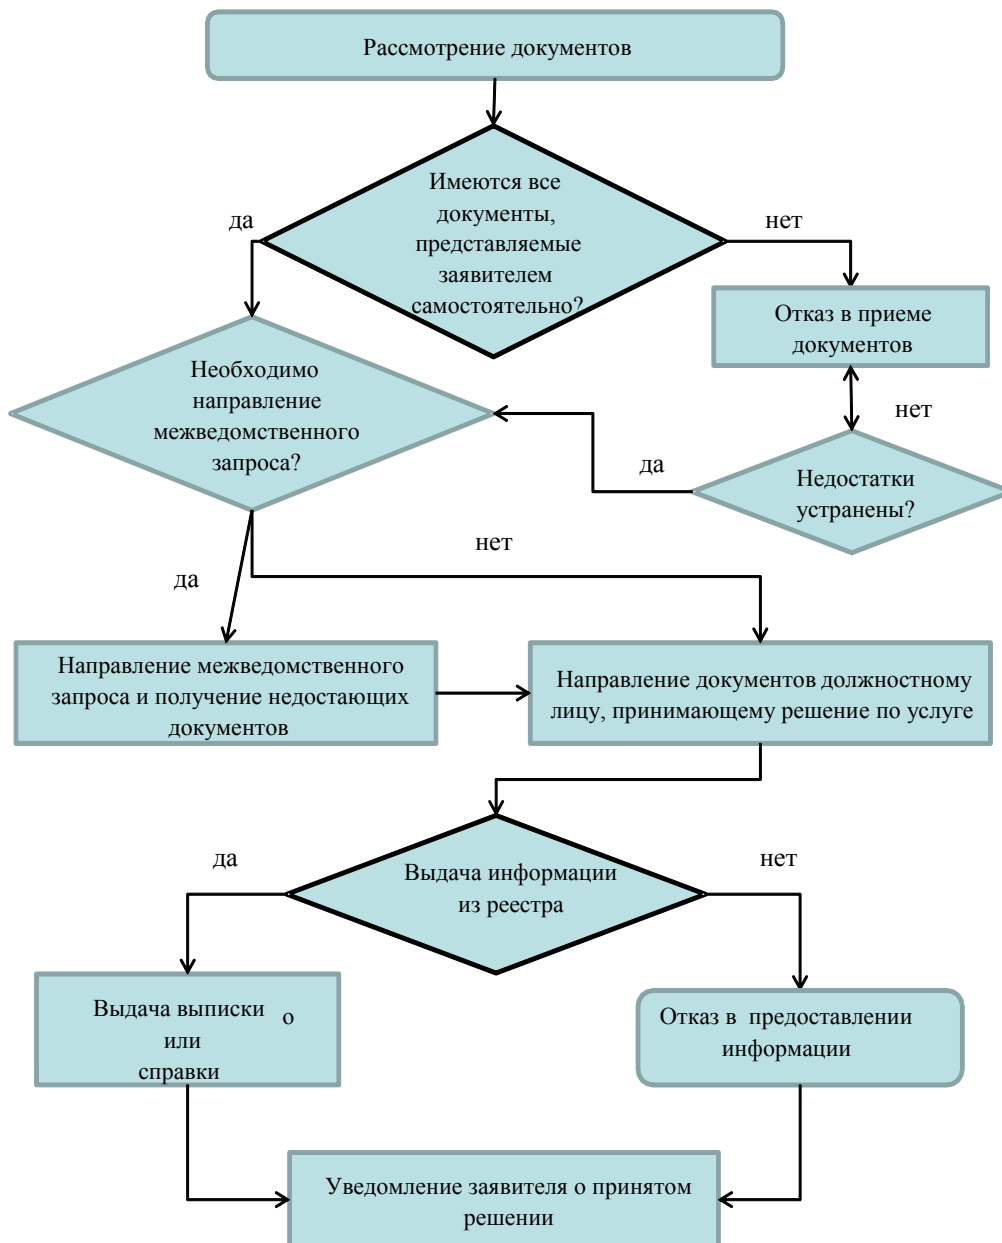 Рассмотрение документов
Имеются все
документы,
представляемые
заявителем
самостоятельно?
да
нет
Отказ в приеме
документов
Необходимо
направление
межведомственного
запроса?
нет
да
Недостатки
устранены?
нет
да
Направление межведомственного
запроса и получение недостающих
документов
Направление документов должностному
лицу, принимающему решение по услуге
да
нет
Выдача информации
из реестра
Выдача выписки о
или
справки
Отказ в предоставлении
информации
Уведомление заявителя о принятом
решении